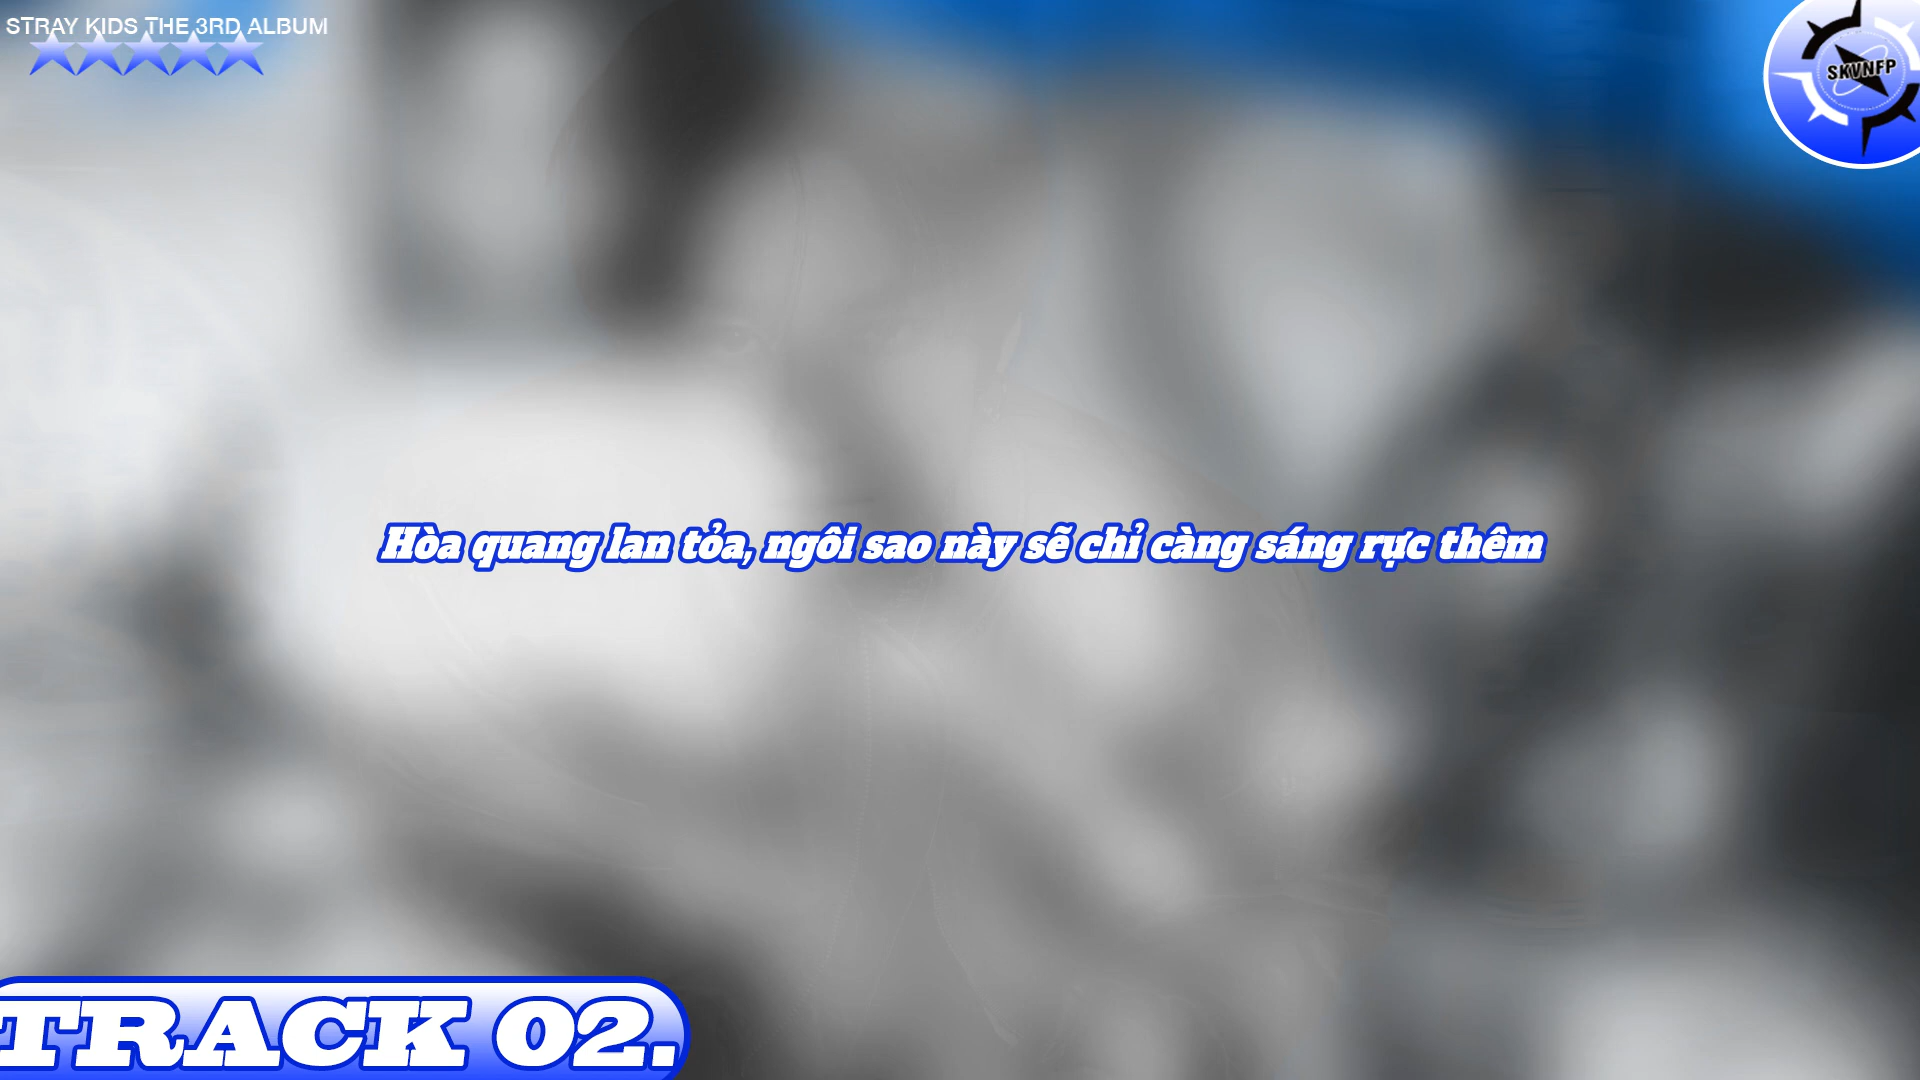 STRAY KIDS THE 3RD ALBUM
SKVNFP
Hòa quang lan tỏa, ngôi sao này sẽ chỉ càng sáng rực thêm
TRACK 02.